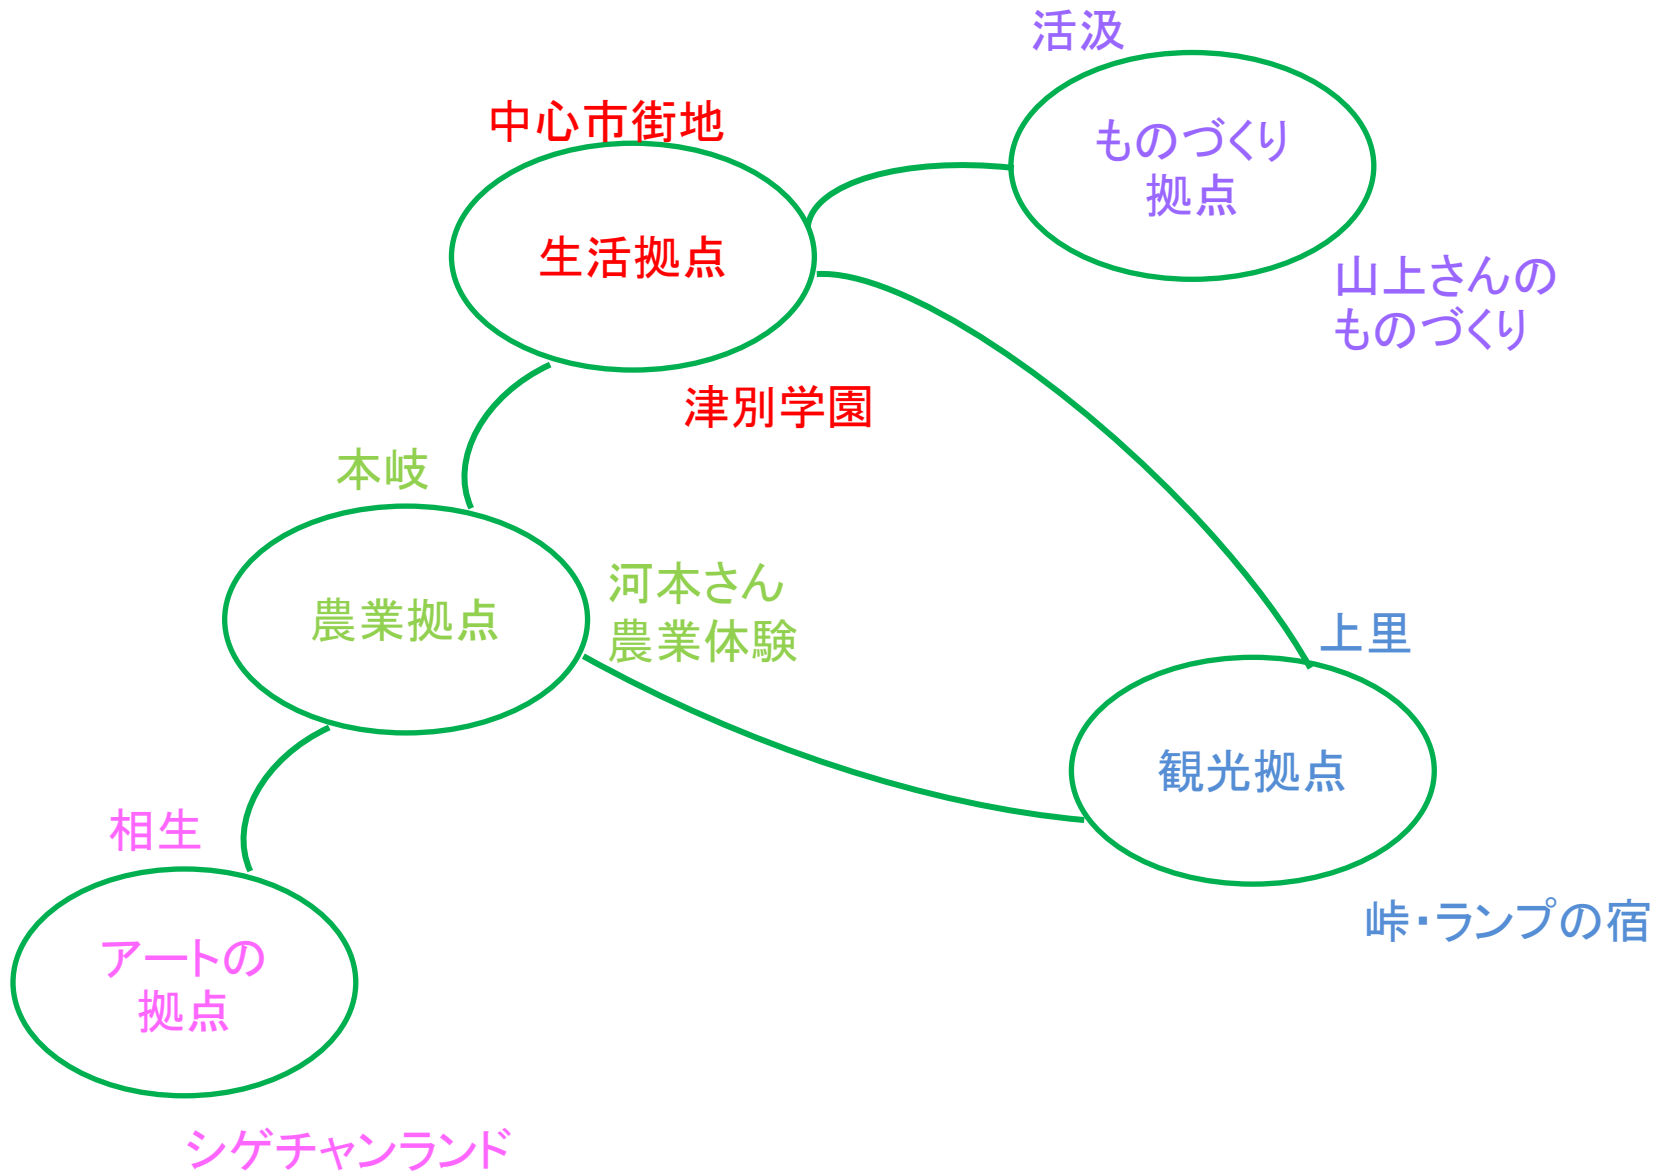 活汲
ものづくり
拠点
山上さんの
ものづくり
中心市街地
生活拠点
津別学園
本岐
農業拠点
河本さん
農業体験
上里
観光拠点
峠・ランプの宿
相生
アートの
拠点
シゲチャンランド